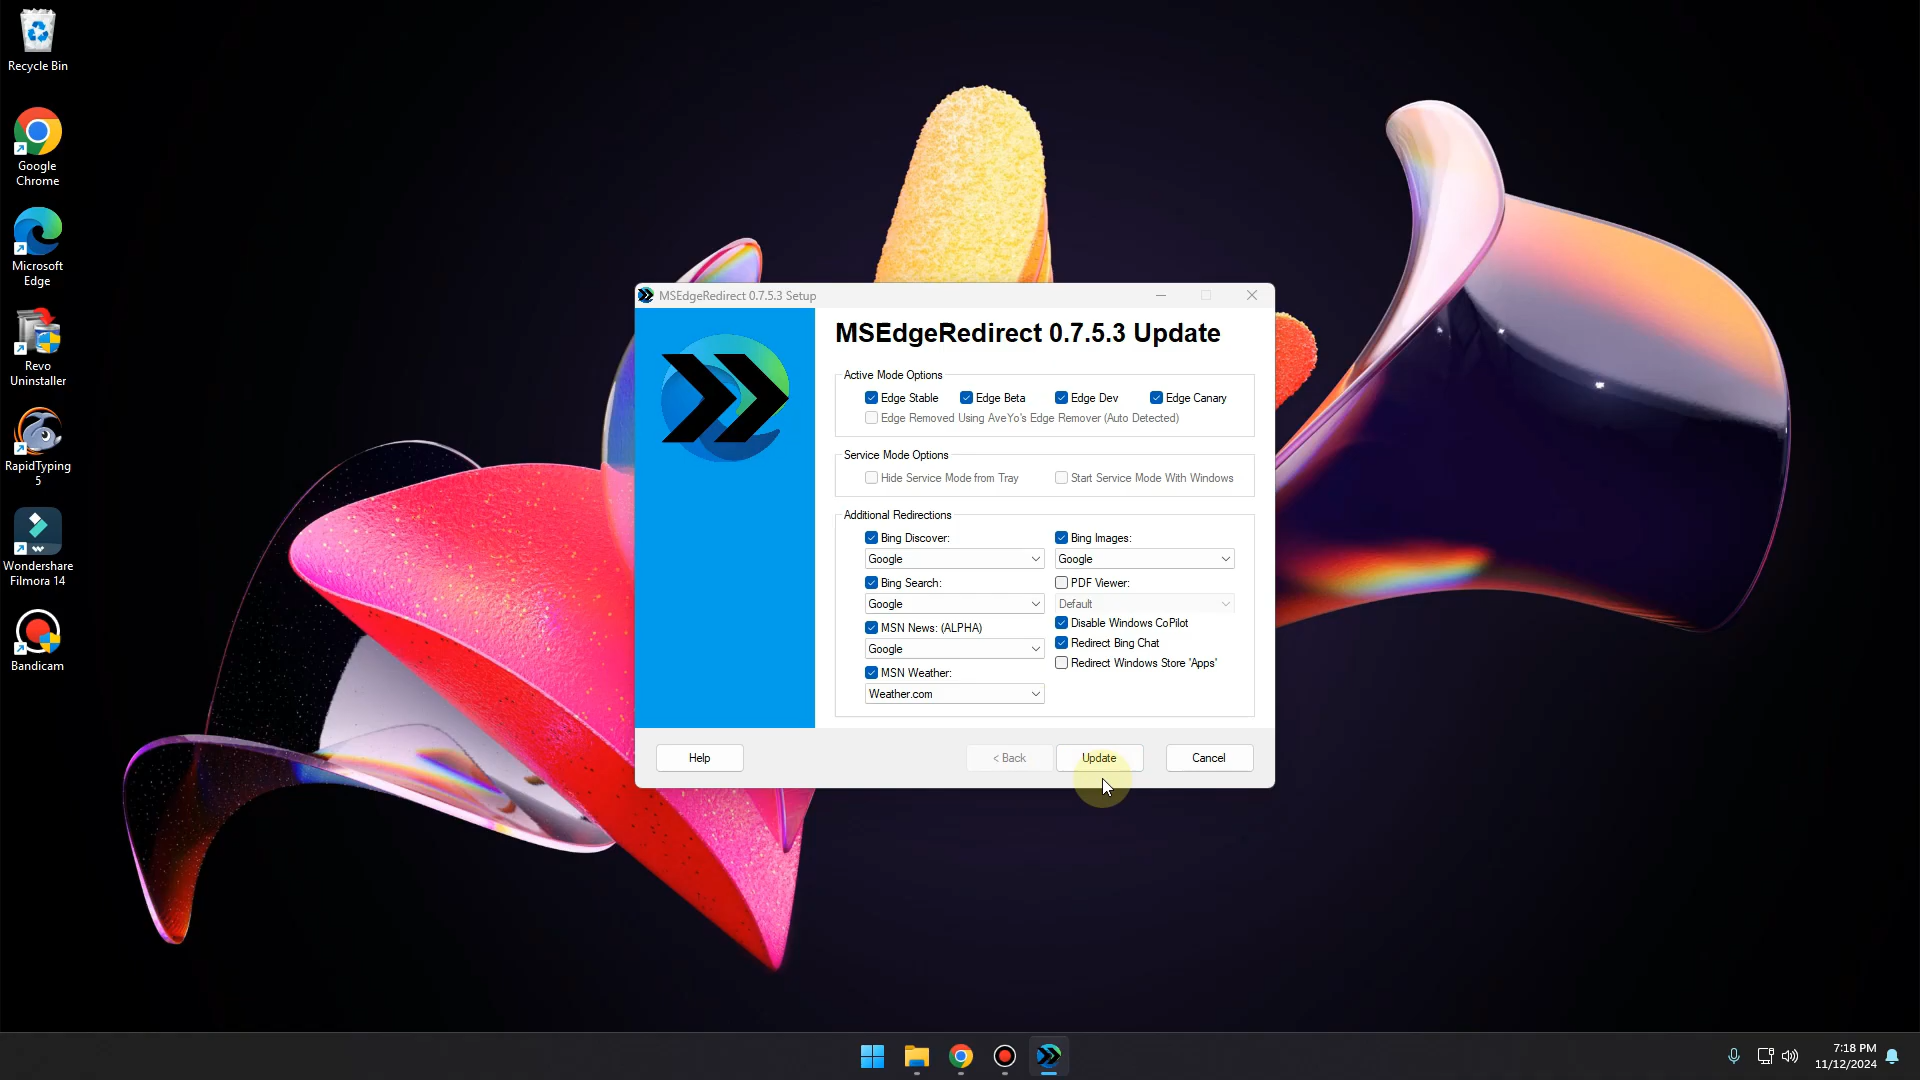 Recycle Bin
Google
Chrome
Microsoft
Edge
Revo
Uninstaller
RapidTyping
5
Wondershare
Filmora 14
Bandicam
MSEdgeRedirect 0.7.5.3 Setup
MSEdgeRedirect 0.7.5.3 Update
Active Mode Options
Edge Stable
Edge Beta
Edge Dev
Edge Canary
Edge Removed Using AveYo's Edge Remover (Auto Detected)
Service Mode Options
Hide Service Mode from Tray
Start Service Mode With Windows
Additional Redirections
Bing Discover:
Google
Bing Search:
Google
MSN News: (ALPHA)
Google
MSN Weather:
Weather.com
Bing Images:
Google
PDF Viewer:
Default
Disable Windows CoPilot
Redirect Bing Chat
Redirect Windows Store 'Apps'
Help
< Back
Update
Cancel
7:18 PM
11/12/2024